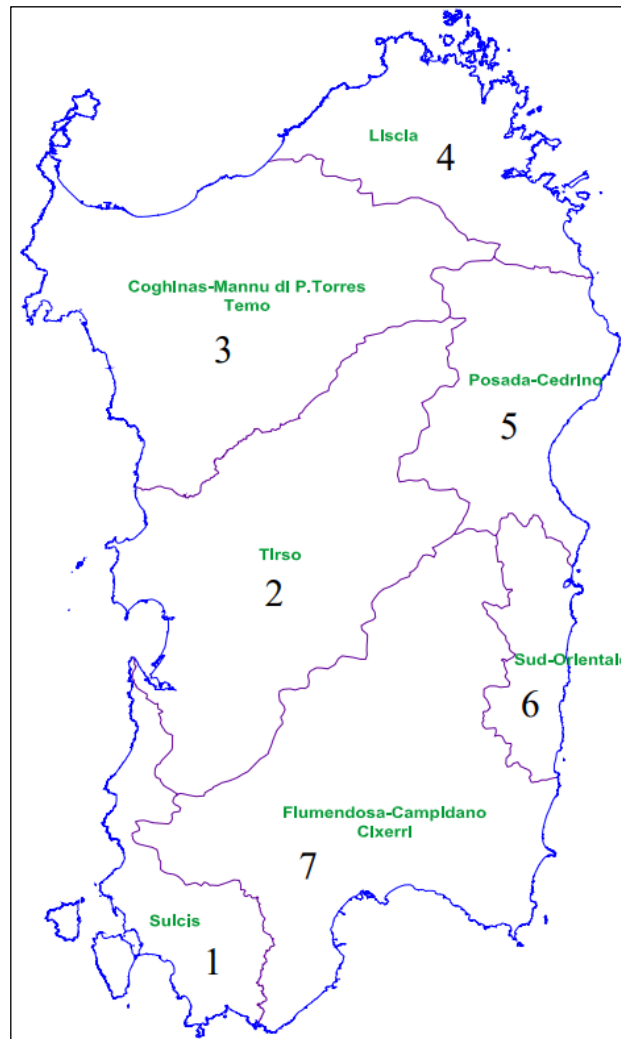 Liscia
4
Coghinas-Mannu di P.Torres
Temo
3
Posada-Cedrino
5
Tirso
2
Sud-Orientale
6
Flumendosa-Campidano
Cixerri
7
Sulcis
1